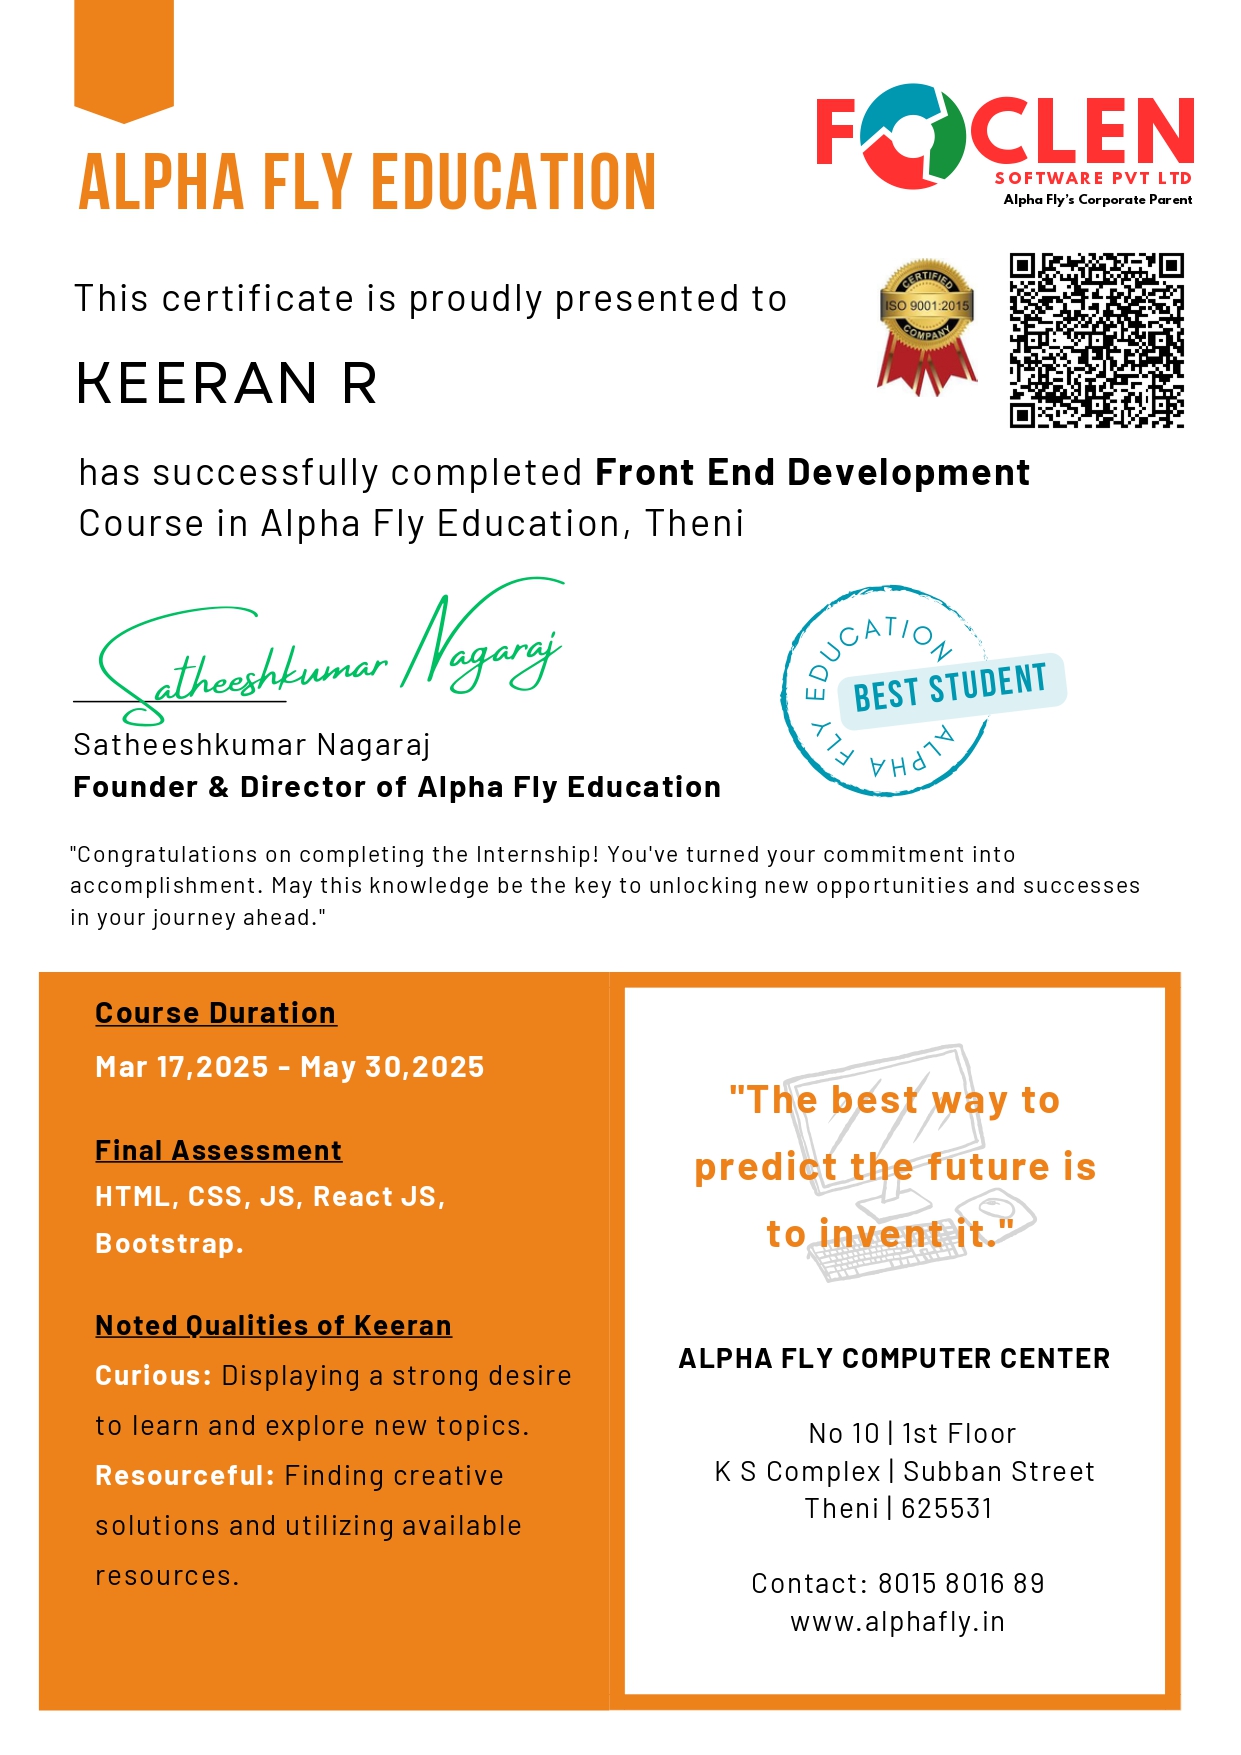 ALPHA FLY EDUCATION
FOCLEN
SOFTWARE PVT LTD
Alpha Fly's Corporate Parent
This certificate is proudly presented to
CERTIFIED
ISO 9001:2015
COMPANY
KEERAN R
has successfully completed Front End Development
Course in Alpha Fly Education, Theni
Satheeshkumar Nagaraj
ALPHA FLY EDUCATION
BEST STUDENT
Satheeshkumar Nagaraj
Founder & Director of Alpha Fly Education
"Congratulations on completing the Internship! You've turned your commitment into
accomplishment. May this knowledge be the key to unlocking new opportunities and successes
in your journey ahead."
Course Duration
Mar 17,2025 - May 30,2025
Final Assessment
HTML, CSS, JS, React JS,
Bootstrap.
Noted Qualities of Keeran
Curious: Displaying a strong desire
to learn and explore new topics.
Resourceful: Finding creative
solutions and utilizing available
resources.
"The best way to
predict the future is
to invent it."
ALPHA FLY COMPUTER CENTER
No 10 | 1st Floor
K S Complex | Subban Street
Theni | 625531
Contact: 8015 8016 89
www.alphafly.in